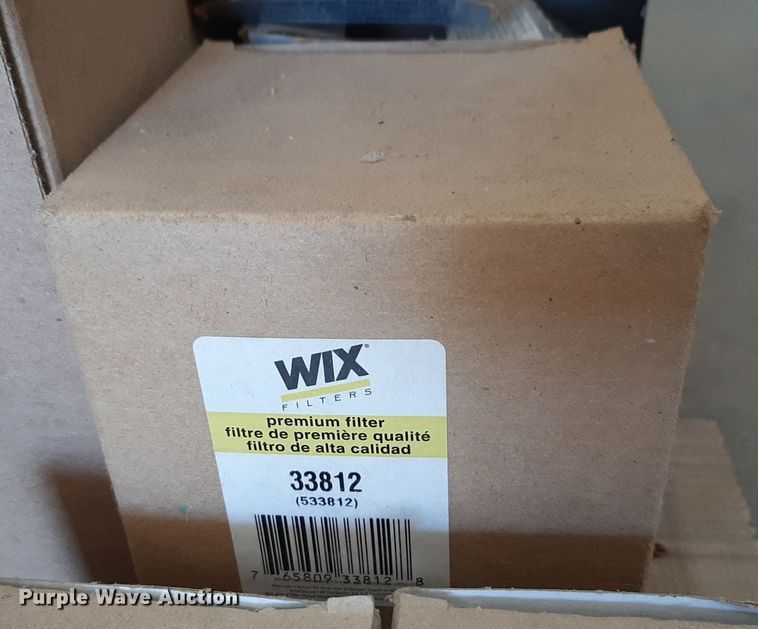 WIX®
FILTERS
premium filter
filtre de première qualité
filtro de alta calidad
33812
(533812)
7 65809 33812 8
Purple Wave Auction